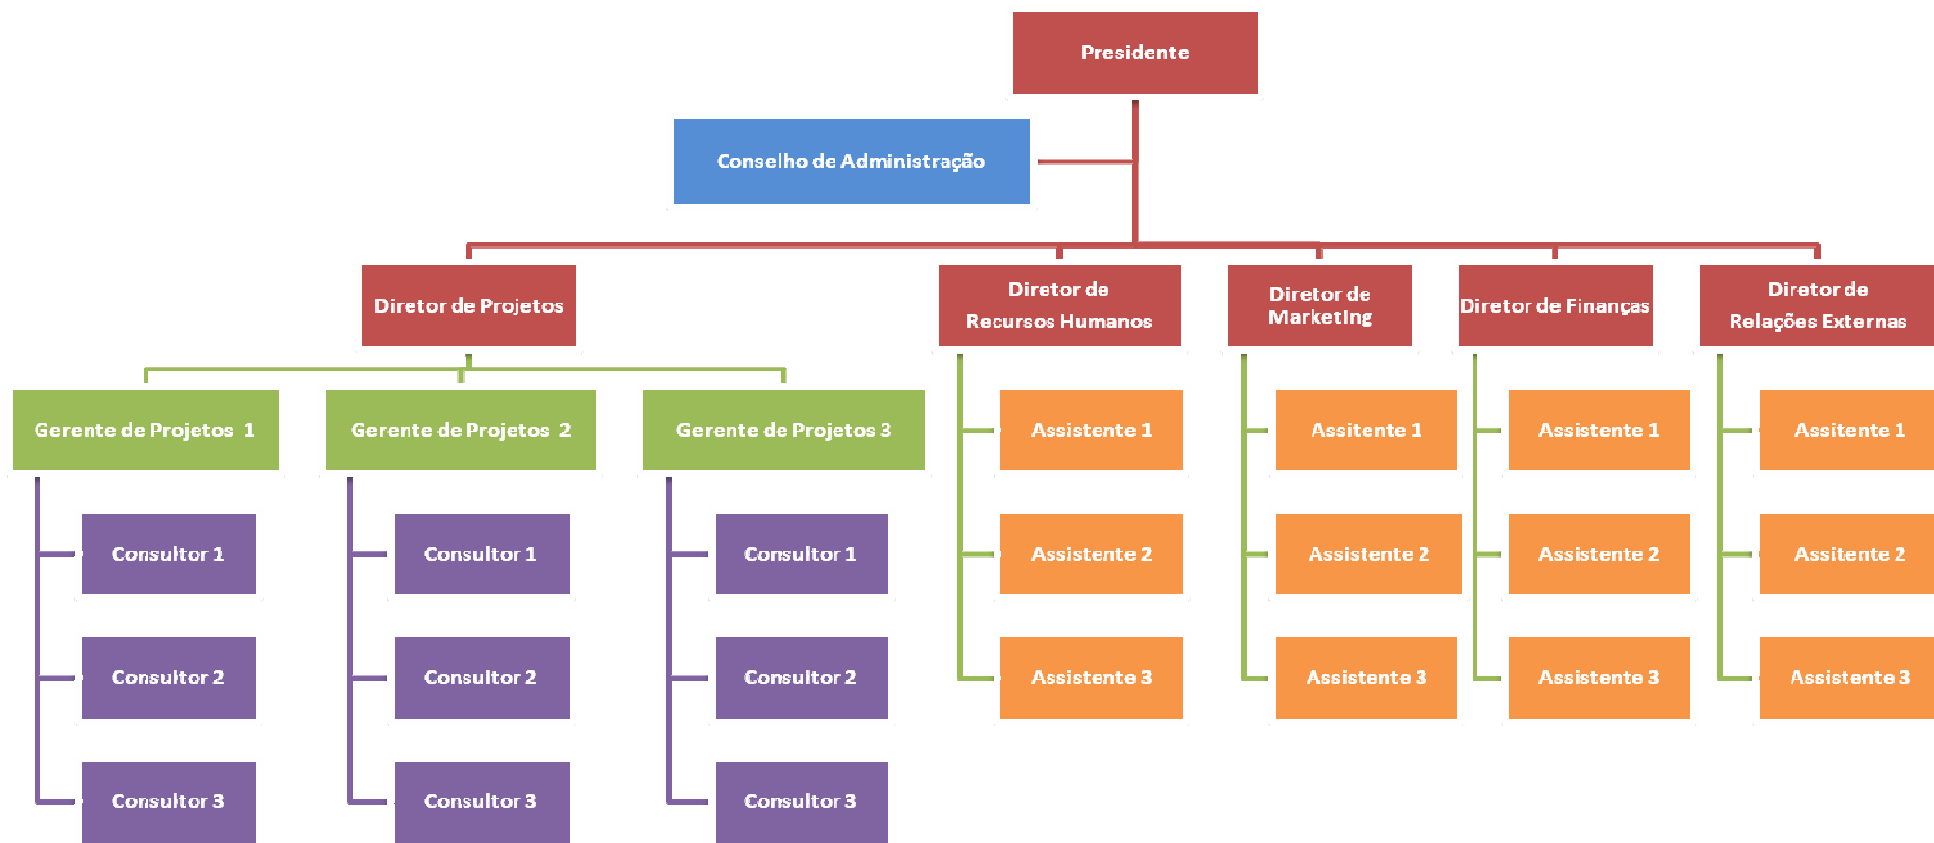 Presidente
Conselho de Administração
Diretor de Projetos
Diretor de
Recursos Humanos
Diretor de
Marketing
Diretor de Finanças
Diretor de
Relações Externas
Gerente de Projetos 1
Gerente de Projetos 2
Gerente de Projetos 3
Assistente 1
Assitente 1
Assistente 1
Assitente 1
Consultor 1
Consultor 1
Consultor 1
Assistente 2
Assistente 2
Assistente 2
Assitente 2
Consultor 2
Consultor 2
Consultor 2
Assistente 3
Assistente 3
Assistente 3
Assistente 3
Consultor 3
Consultor 3
Consultor 3